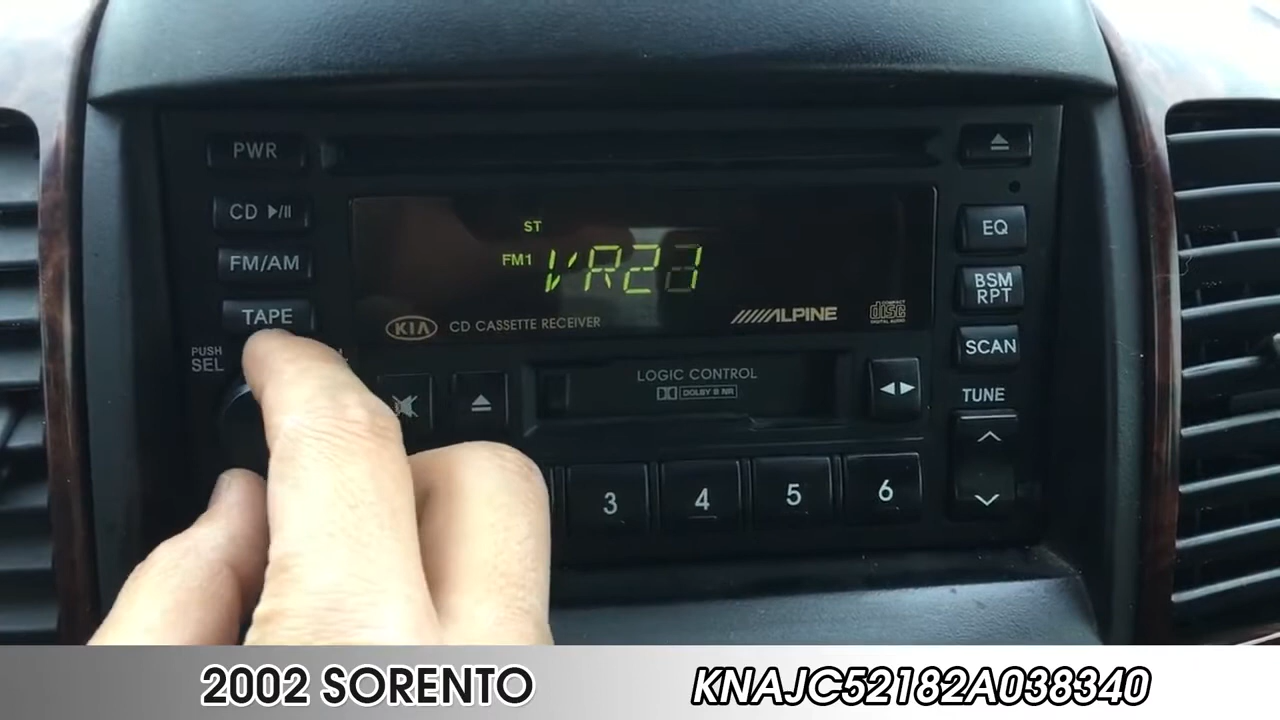 PWR
CD ▶/II
FM/AM
TAPE
PUSH
SEL
ST
FM1 VR27
KIA CD CASSETTE RECEIVER
ALPINE
COMPACT
disc
DIGITAL AUDIO
LOGIC CONTROL
DOLBY B NR
3
4
5
6
EQ
BSM
RPT
SCAN
TUNE
2002 SORENTO
KNAJC52182A038340